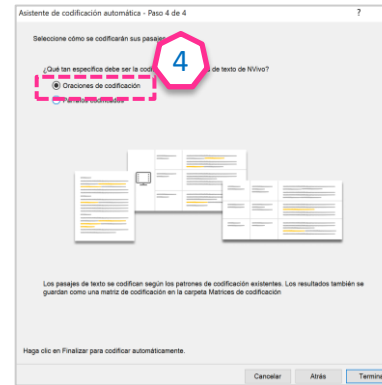 Asistente de codificación automática - Paso 4 de 4
?
Seleccione cómo se codificarán sus pasajes
4
¿Qué tan específica debe ser la codi de texto de NVivo?
Oraciones de codificación
Párrafos codificados
Los pasajes de texto se codifican según los patrones de codificación existentes. Los resultados también se
guardan como una matriz de codificación en la carpeta Matrices de codificación
Haga clic en Finalizar para codificar automáticamente.
Cancelar Atrás Termina